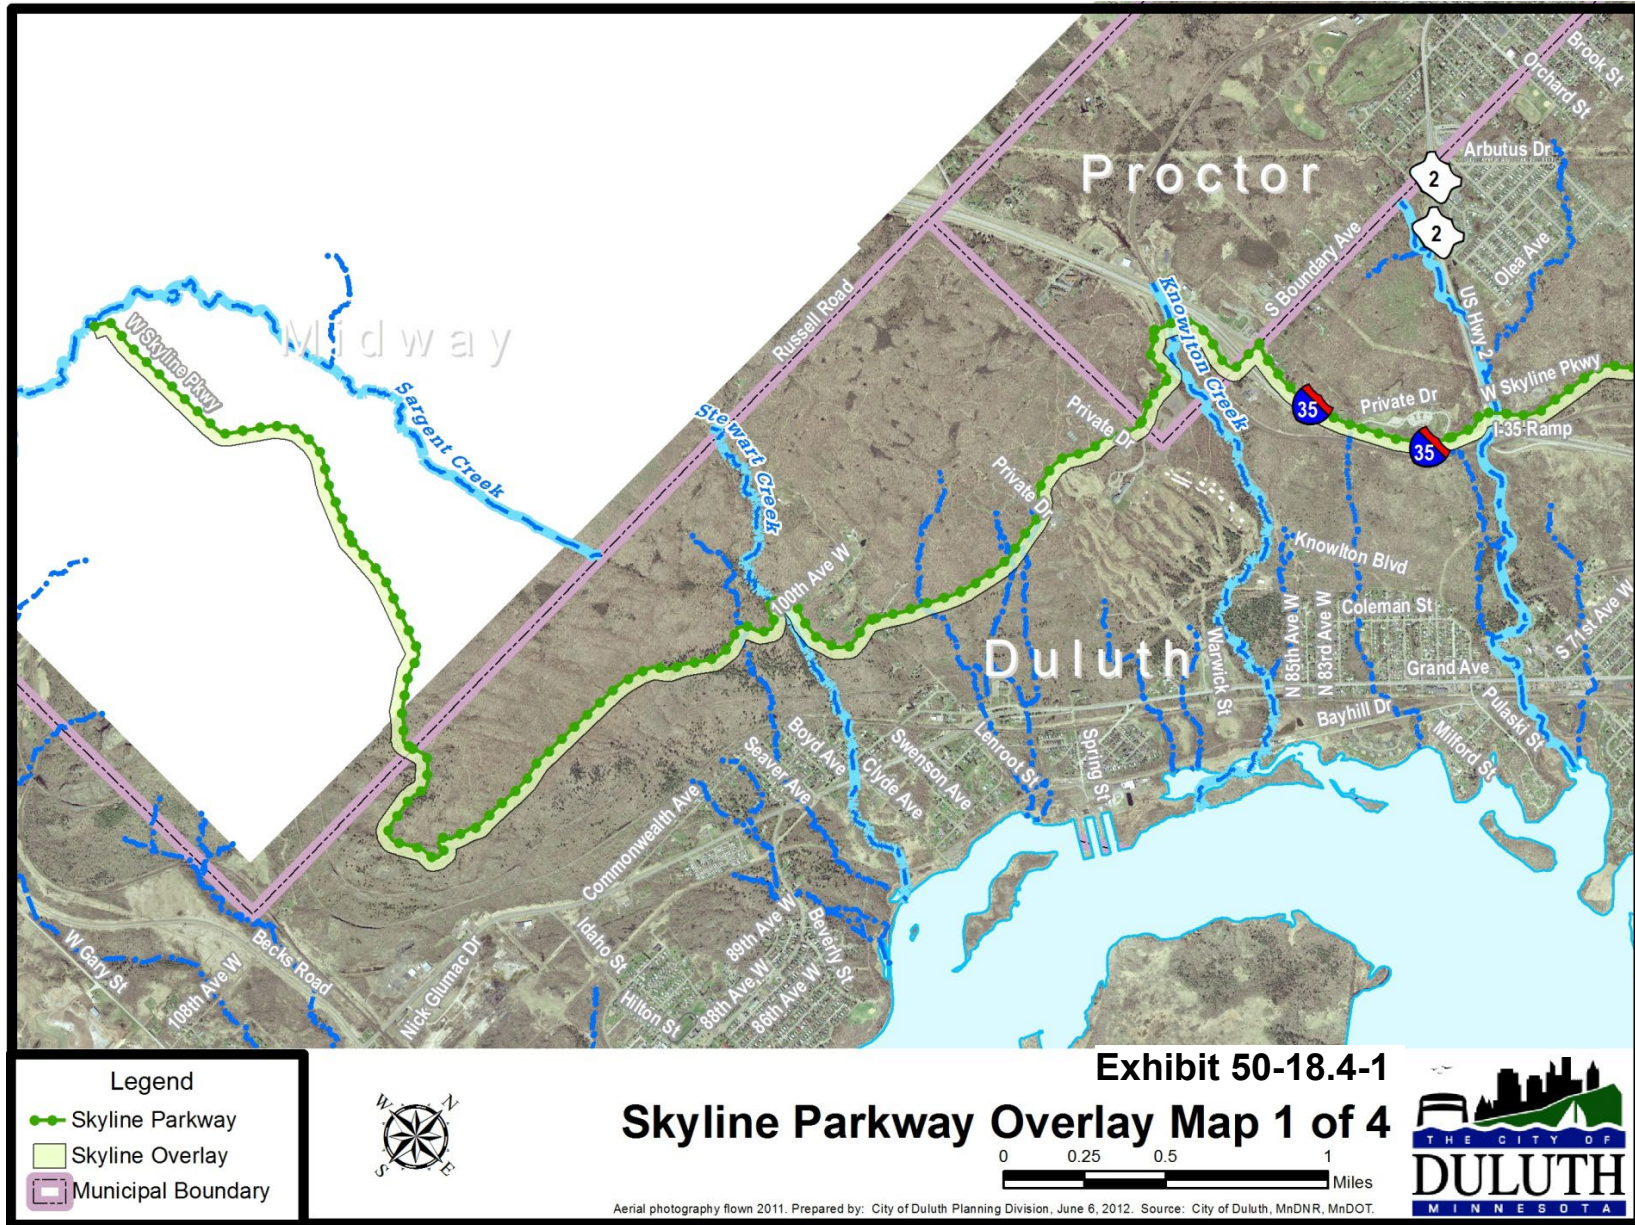 Brook St
Orchard St
Arbutus Dr
Proctor
2
2
Olea Ave
S Boundary Ave
US Hwy 2
Russell Road
Knowlton Creek
W Skyline Pkwy
Midway
Sargent Creek
Stewart Creek
W Skyline Pkwy
Private Dr
35
35
I-35 Ramp
Private Dr
Private Dr
100th Ave W
Knowlton Blvd
Coleman St
N 85th Ave W
N 83rd Ave W
S 71st Ave W
Duluth
Warwick St
Grand Ave
Bayhill Dr
Pulaski St
Milford St
Boyd Ave
Seaver Ave
Clyde Ave
Swenson Ave
Lenroot St
Spring St
Commonwealth Ave
Idaho St
89th Ave W
Beverly St
88th Ave W
86th Ave W
Hilton St
Nick Glumac Dr
Becks Road
108th Ave W
W Gary St
Legend
Skyline Parkway
Skyline Overlay
Municipal Boundary
W
N
S
E
Exhibit 50-18.4-1
Skyline Parkway Overlay Map 1 of 4
0 0.25 0.5 1
Miles
Aerial photography flown 2011. Prepared by: City of Duluth Planning Division, June 6, 2012. Source: City of Duluth, MnDNR, MnDOT.
THE CITY OF
DULUTH
MINNESOTA